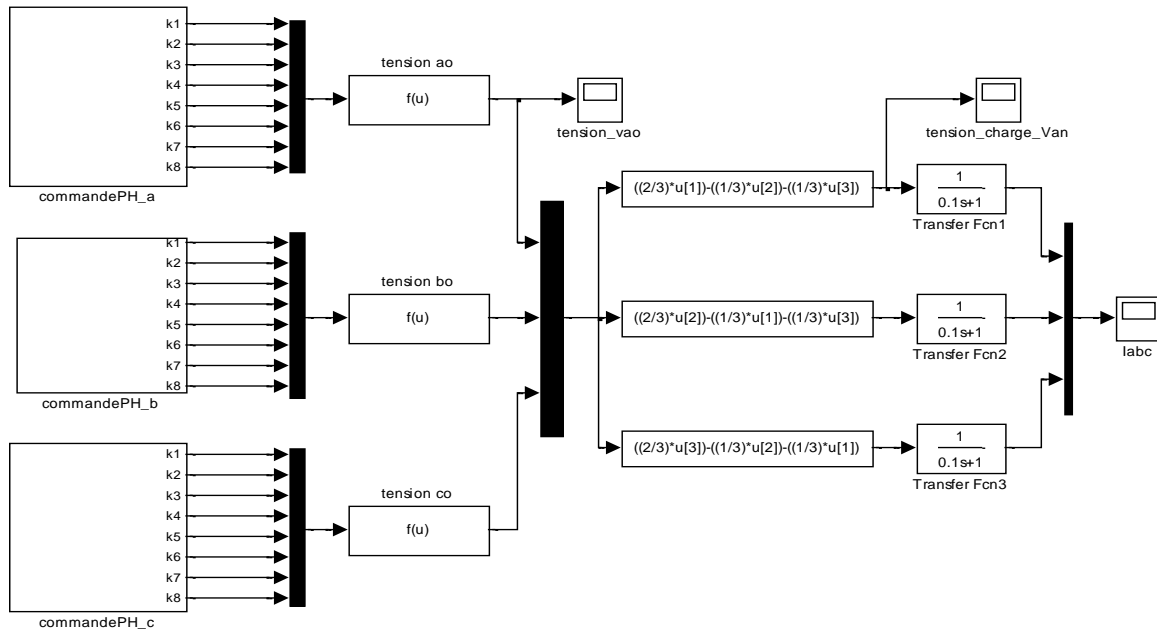 k1
k2
k3
k4
k5
k6
k7
k8
commandePH_a
tension ao
f(u)
tension_vao
tension_charge_Van
((2/3)*u[1])-((1/3)*u[2])-((1/3)*u[3])
1
0.1s+1
Transfer Fcn1
k1
k2
k3
k4
k5
k6
k7
k8
commandePH_b
tension bo
f(u)
((2/3)*u[2])-((1/3)*u[1])-((1/3)*u[3])
1
0.1s+1
Transfer Fcn2
Iabc
k1
k2
k3
k4
k5
k6
k7
k8
commandePH_c
tension co
f(u)
((2/3)*u[3])-((1/3)*u[2])-((1/3)*u[1])
1
0.1s+1
Transfer Fcn3